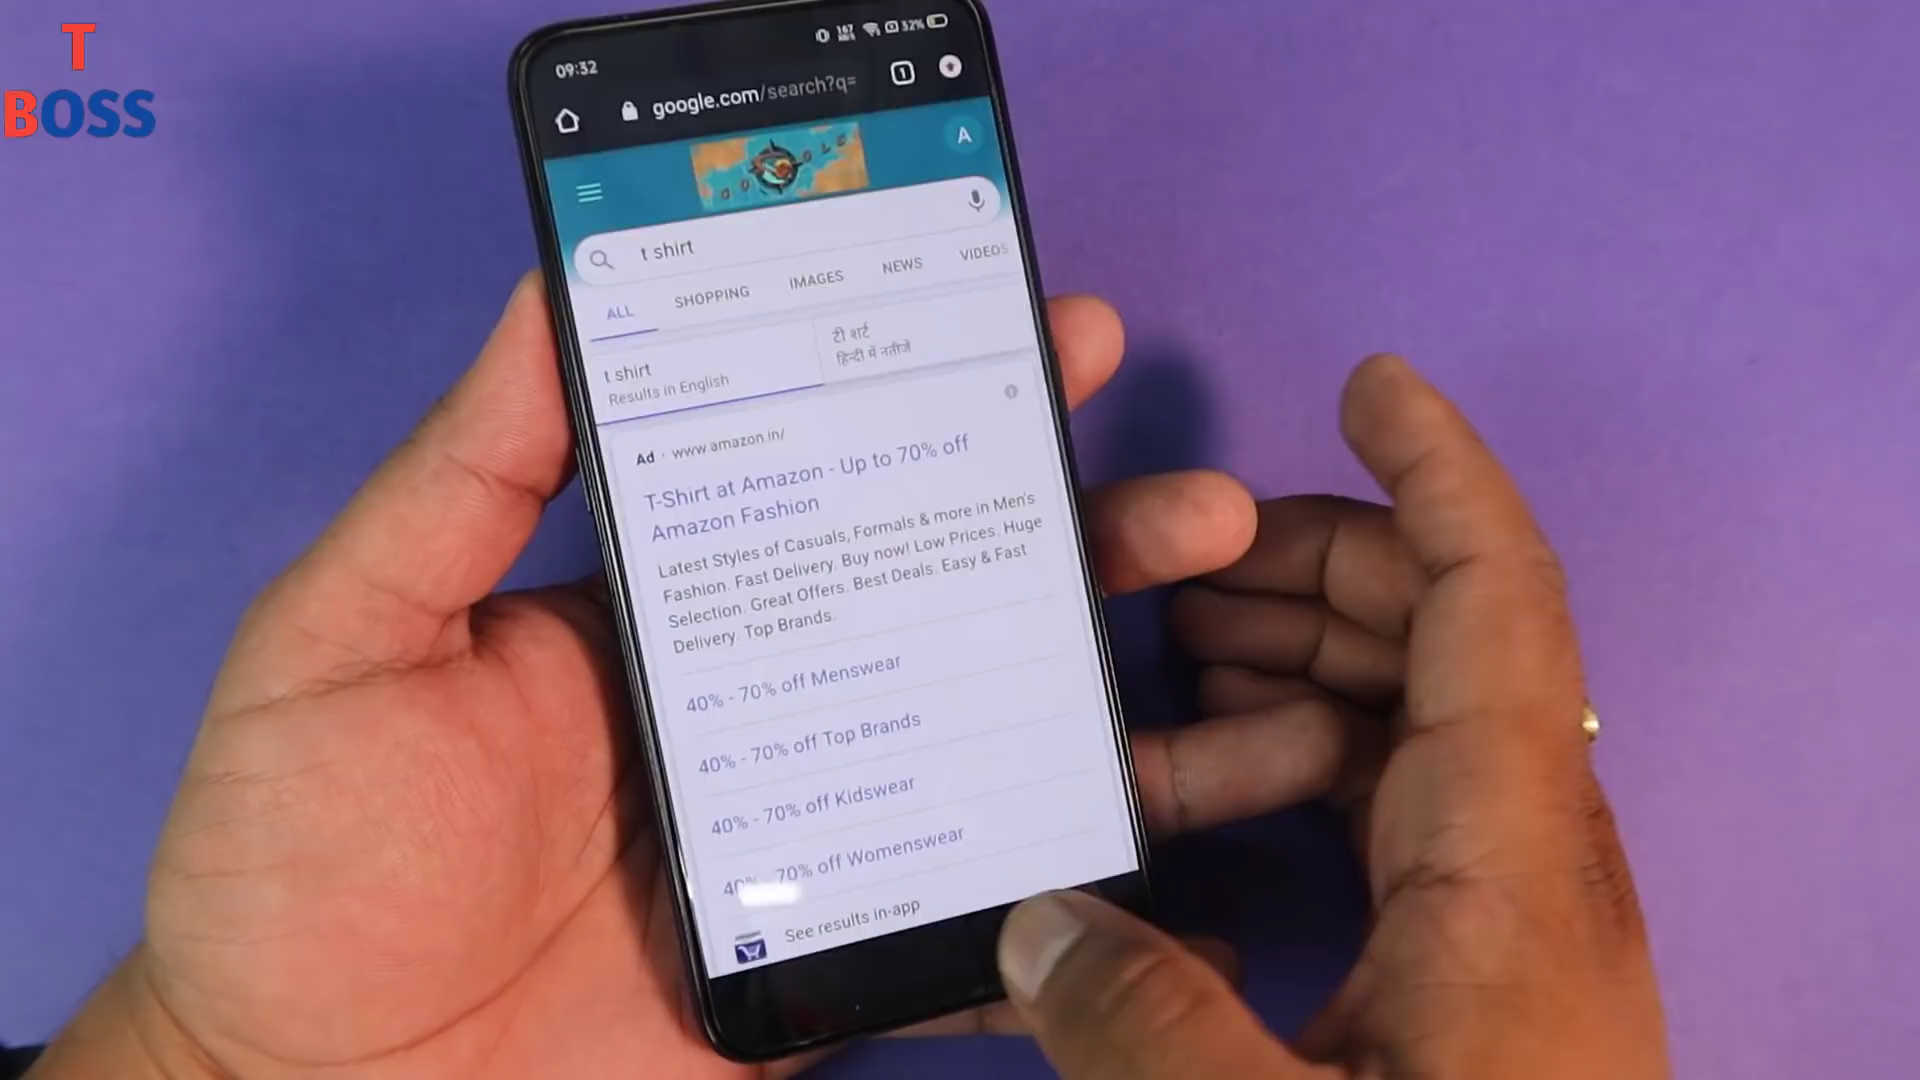 T
BOSS
09:32
32%
google.com/search?q=
1
A
t shirt
ALL
SHOPPING
IMAGES
NEWS
VIDEOS
t shirt
Results in English
टी शर्ट
हिन्दी में नतीजे
Ad · www.amazon.in/
T-Shirt at Amazon - Up to 70% off
Amazon Fashion
Latest Styles of Casuals, Formals & more in Men's
Fashion. Fast Delivery. Buy now! Low Prices. Huge
Selection. Great Offers. Best Deals. Easy & Fast
Delivery. Top Brands.
40% - 70% off Menswear
40% - 70% off Top Brands
40% - 70% off Kidswear
40% - 70% off Womenswear
See results in-app